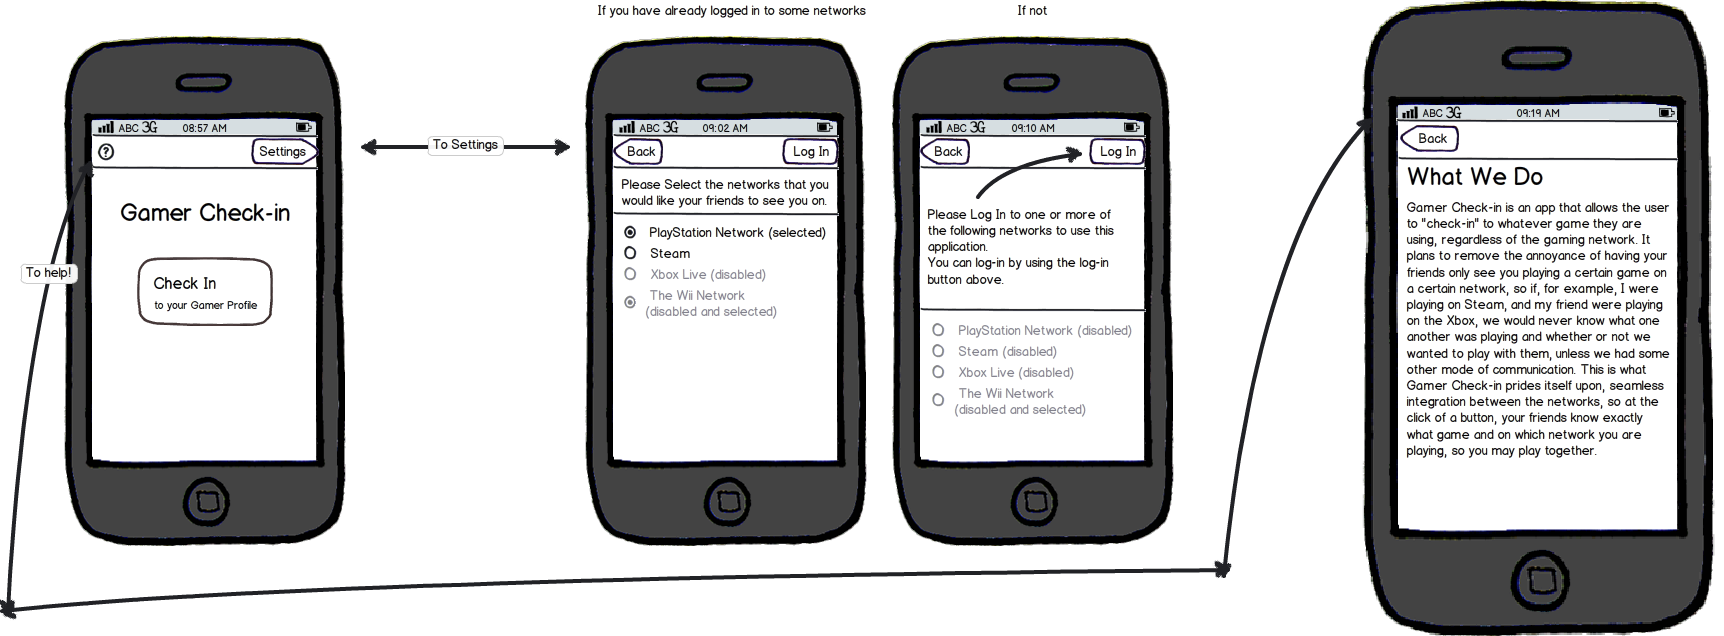 If you have already logged in to some networks
If not
ABC 3G 08:57 AM
? Settings
Gamer Check-in
Check In
to your Gamer Profile
To help!
To Settings
ABC 3G 09:02 AM
Back Log In
Please Select the networks that you
would like your friends to see you on.
PlayStation Network (selected)
Steam
Xbox Live (disabled)
The Wii Network
(disabled and selected)
ABC 3G 09:10 AM
Back Log In
Please Log In to one or more of
the following networks to use this
application.
You can log-in by using the log-in
button above.
PlayStation Network (disabled)
Steam (disabled)
Xbox Live (disabled)
The Wii Network
(disabled and selected)
ABC 3G 09:19 AM
Back
What We Do
Gamer Check-in is an app that allows the user
to "check-in" to whatever game they are
using, regardless of the gaming network. It
plans to remove the annoyance of having your
friends only see you playing a certain game on
a certain network, so if, for example, I were
playing on Steam, and my friend were playing
on the Xbox, we would never know what one
another was playing and whether or not we
wanted to play with them, unless we had some
other mode of communication. This is what
Gamer Check-in prides itself upon, seamless
integration between the networks, so at the
click of a button, your friends know exactly
what game and on which network you are
playing, so you may play together.